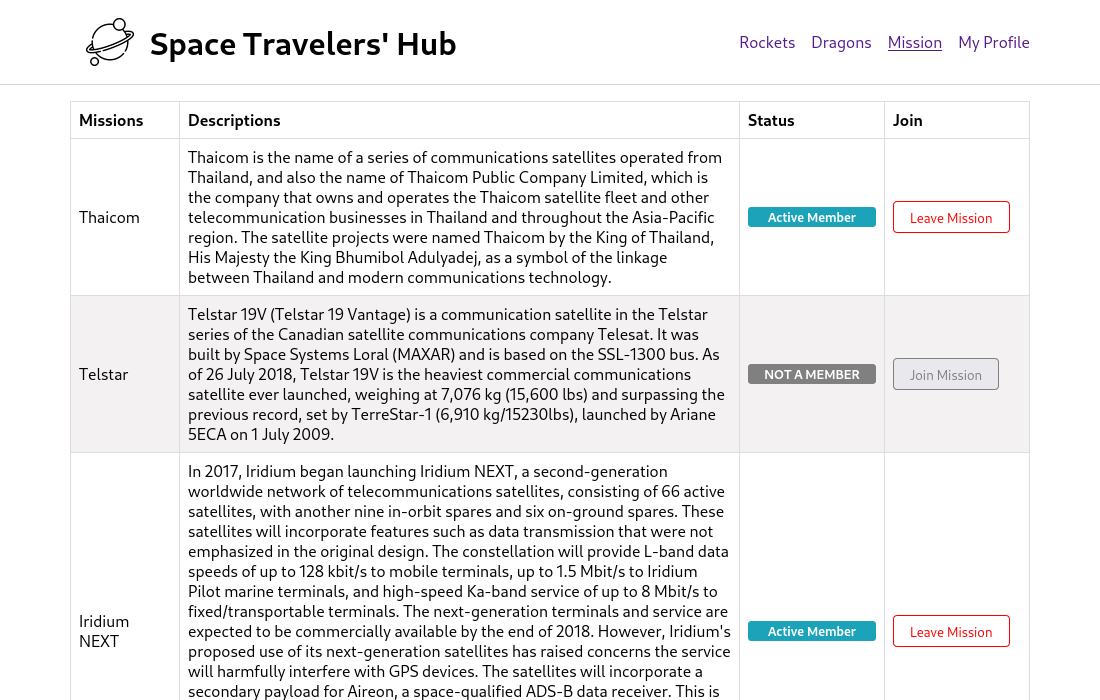 Space Travelers' Hub
Rockets Dragons Mission My Profile
Missions Descriptions Status Join
Thaicom
Thaicom is the name of a series of communications satellites operated from
Thailand, and also the name of Thaicom Public Company Limited, which is
the company that owns and operates the Thaicom satellite fleet and other
telecommunication businesses in Thailand and throughout the Asia-Pacific
region. The satellite projects were named Thaicom by the King of Thailand,
His Majesty the King Bhumibol Adulyadej, as a symbol of the linkage
between Thailand and modern communications technology.
Active Member
Leave Mission
Telstar
Telstar 19V (Telstar 19 Vantage) is a communication satellite in the Telstar
series of the Canadian satellite communications company Telesat. It was
built by Space Systems Loral (MAXAR) and is based on the SSL-1300 bus. As
of 26 July 2018, Telstar 19V is the heaviest commercial communications
satellite ever launched, weighing at 7,076 kg (15,600 lbs) and surpassing the
previous record, set by TerreStar-1 (6,910 kg/15230lbs), launched by Ariane
5ECA on 1 July 2009.
NOT A MEMBER
Join Mission
Iridium
NEXT
In 2017, Iridium began launching Iridium NEXT, a second-generation
worldwide network of telecommunications satellites, consisting of 66 active
satellites, with another nine in-orbit spares and six on-ground spares. These
satellites will incorporate features such as data transmission that were not
emphasized in the original design. The constellation will provide L-band data
speeds of up to 128 kbit/s to mobile terminals, up to 1.5 Mbit/s to Iridium
Pilot marine terminals, and high-speed Ka-band service of up to 8 Mbit/s to
fixed/transportable terminals. The next-generation terminals and service are
expected to be commercially available by the end of 2018. However, Iridium's
proposed use of its next-generation satellites has raised concerns the service
will harmfully interfere with GPS devices. The satellites will incorporate a
secondary payload for Aireon, a space-qualified ADS-B data receiver. This is
Active Member
Leave Mission